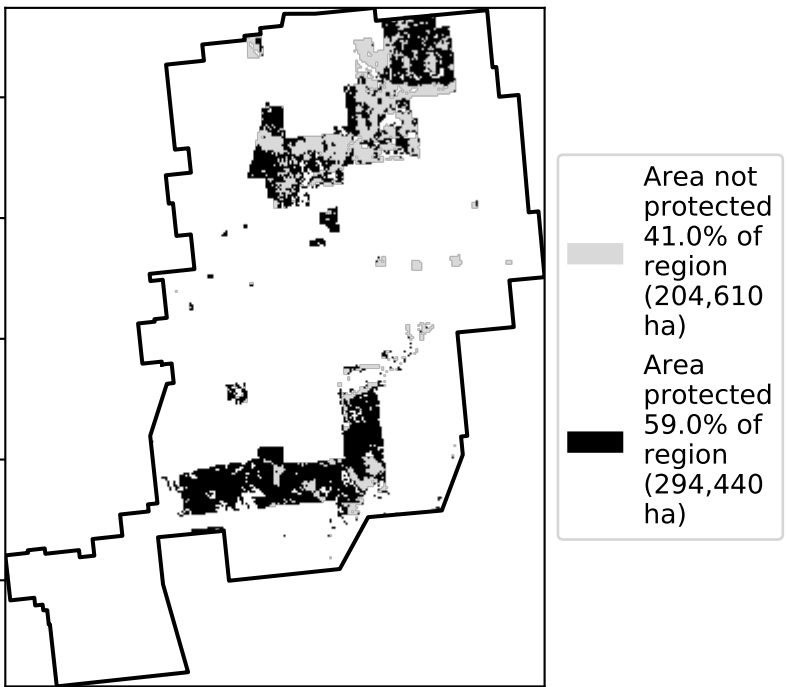 Area not
protected
41.0% of
region
(204,610
ha)
Area
protected
59.0% of
region
(294,440
ha)